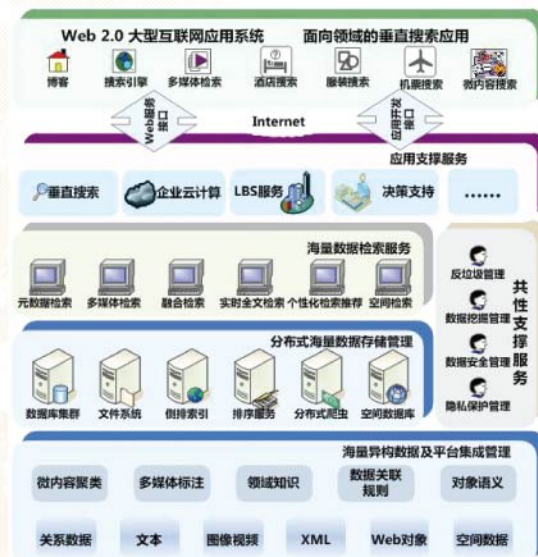 Web 2.0 大型互联网应用系统 面向领域的垂直搜索应用
博客 搜索引擎 多媒体检索 酒店搜索 服装搜索 机票搜索 微内容搜索
Web服务接口
Internet
应用开发接口
应用支撑服务
垂直搜索 企业云计算 LBS服务 决策支持 ……
海量数据检索服务
元数据检索 多媒体检索 融合检索 实时全文检索 个性化检索推荐 空间检索
分布式海量数据存储管理
数据库集群 文件系统 倒排索引 排序服务 分布式爬虫 空间数据库
共性支撑服务
反垃圾管理
数据挖掘管理
数据安全管理
隐私保护管理
海量异构数据及平台集成管理
微内容聚类 多媒体标注 领域知识 数据关联规则 对象语义
关系数据 文本 图像视频 XML Web对象 空间数据